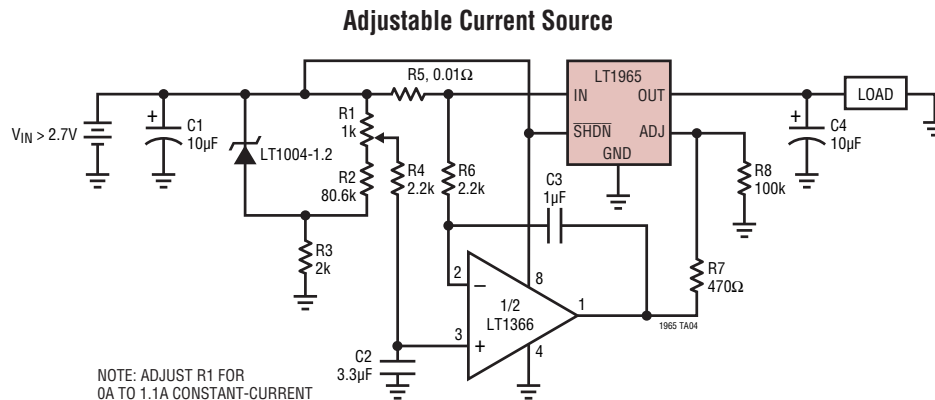 Adjustable Current Source
R5, 0.01Ω
LT1965
IN
OUT
SHDN
ADJ
GND
LOAD
VIN > 2.7V
+
C1
10µF
LT1004-1.2
R1
1k
R2
80.6k
R4
2.2k
R6
2.2k
C3
1µF
R8
100k
+
C4
10µF
R3
2k
R7
470Ω
2
–
8
1/2
LT1366
1
3
+
4
1965 TA04
C2
3.3µF
NOTE: ADJUST R1 FOR
0A TO 1.1A CONSTANT-CURRENT